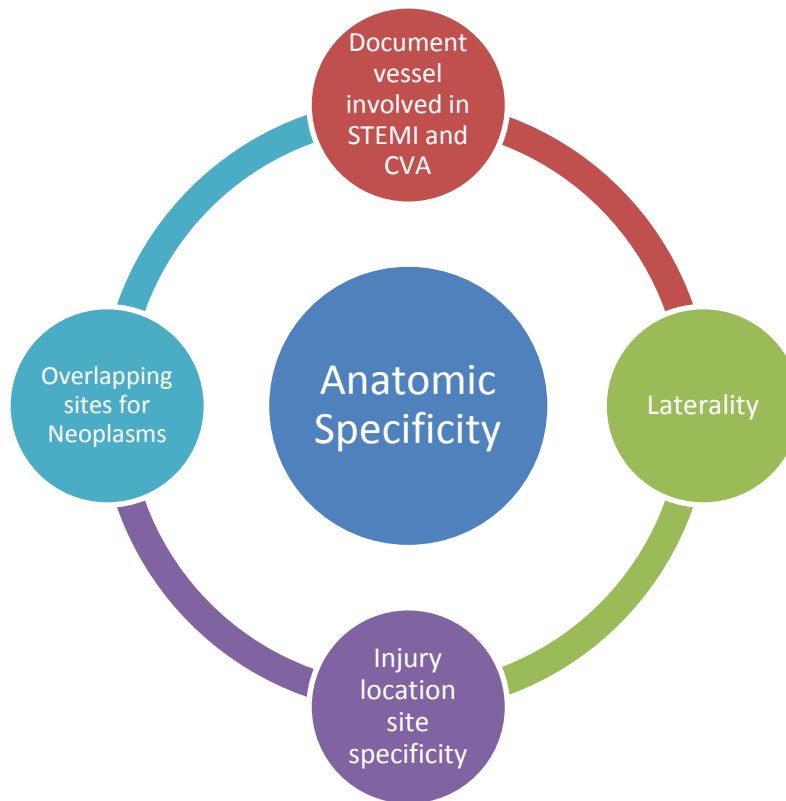 Document
vessel
involved in
STEMI and
CVA
Overlapping
sites for
Neoplasms
Anatomic
Specificity
Laterality
Injury
location
site
specificity